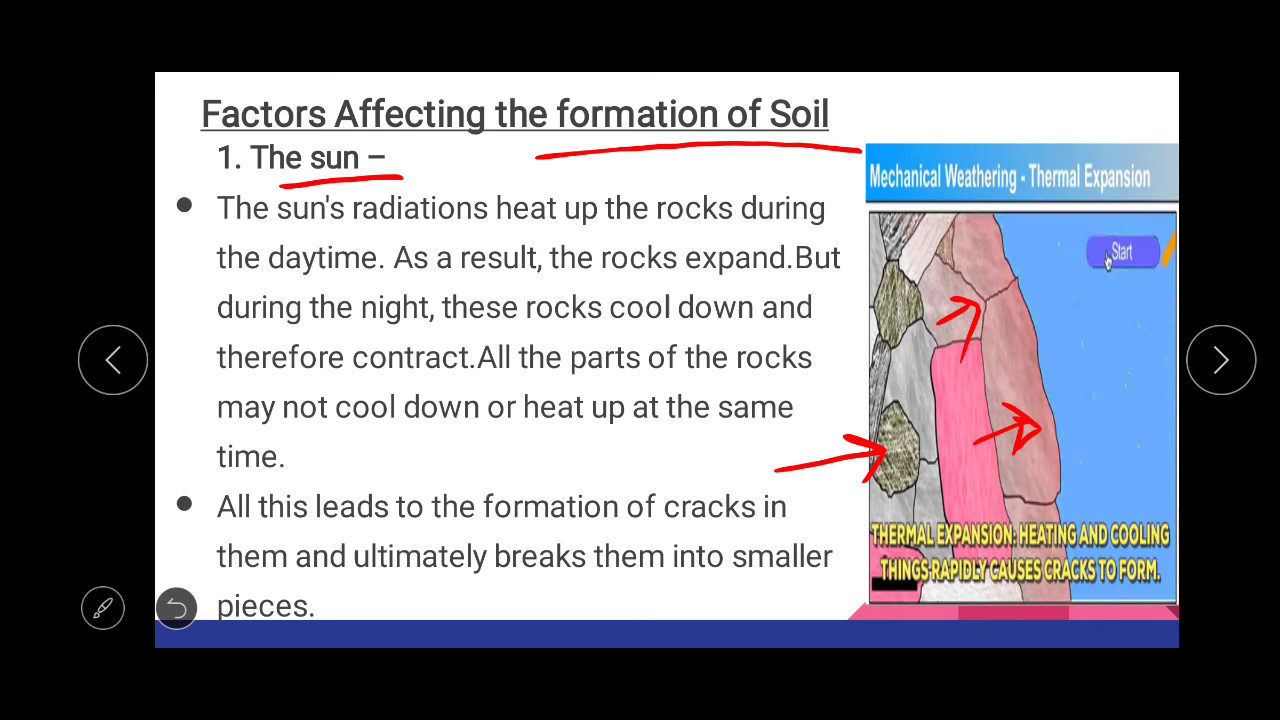 Factors Affecting the formation of Soil
1. The sun –
● The sun's radiations heat up the rocks during
the daytime. As a result, the rocks expand.But
during the night, these rocks cool down and
therefore contract.All the parts of the rocks
may not cool down or heat up at the same
time.
● All this leads to the formation of cracks in
them and ultimately breaks them into smaller
pieces.
Mechanical Weathering - Thermal Expansion
Start
THERMAL EXPANSION: HEATING AND COOLING
THINGS RAPIDLY CAUSES CRACKS TO FORM.